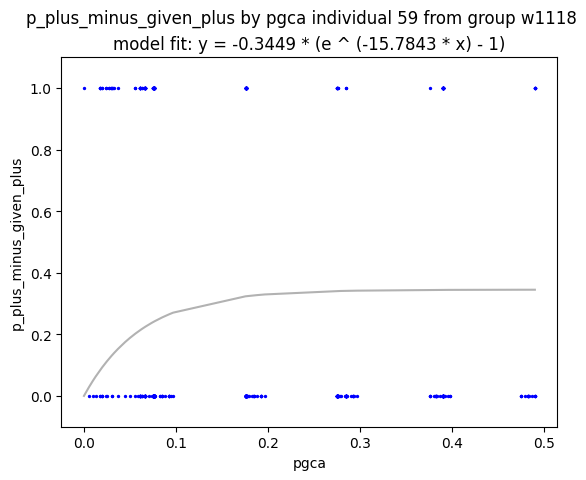 p_plus_minus_given_plus by pgca individual 59 from group w1118
model fit: y = -0.3449 * (e ^ (-15.7843 * x) - 1)
p_plus_minus_given_plus
1.0
0.8
0.6
0.4
0.2
0.0
0.0 0.1 0.2 0.3 0.4 0.5
pgca